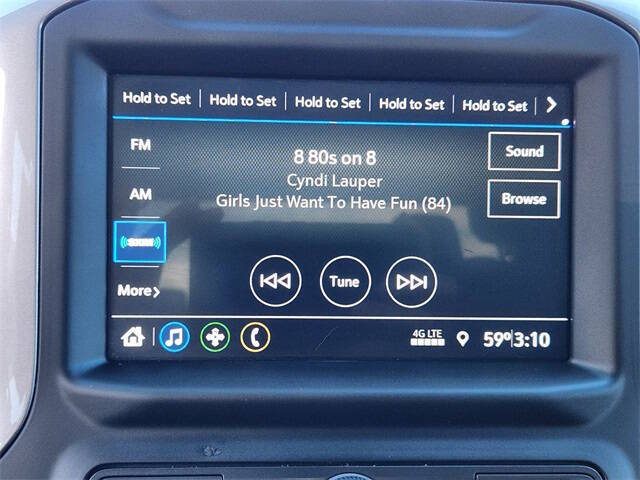 Hold to Set Hold to Set Hold to Set Hold to Set Hold to Set
FM
8 80s on 8
Sound
AM
Cyndi Lauper
Girls Just Want To Have Fun (84)
Browse
SXM
More
Tune
4G LTE
59° 3:10